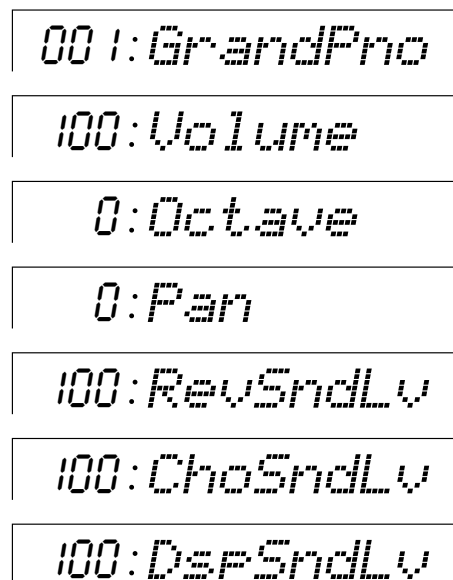 001:GrandPno
100:Volume
0:Octave
0:Pan
100:RevSndLv
100:ChoSndLv
100:DspSndLv